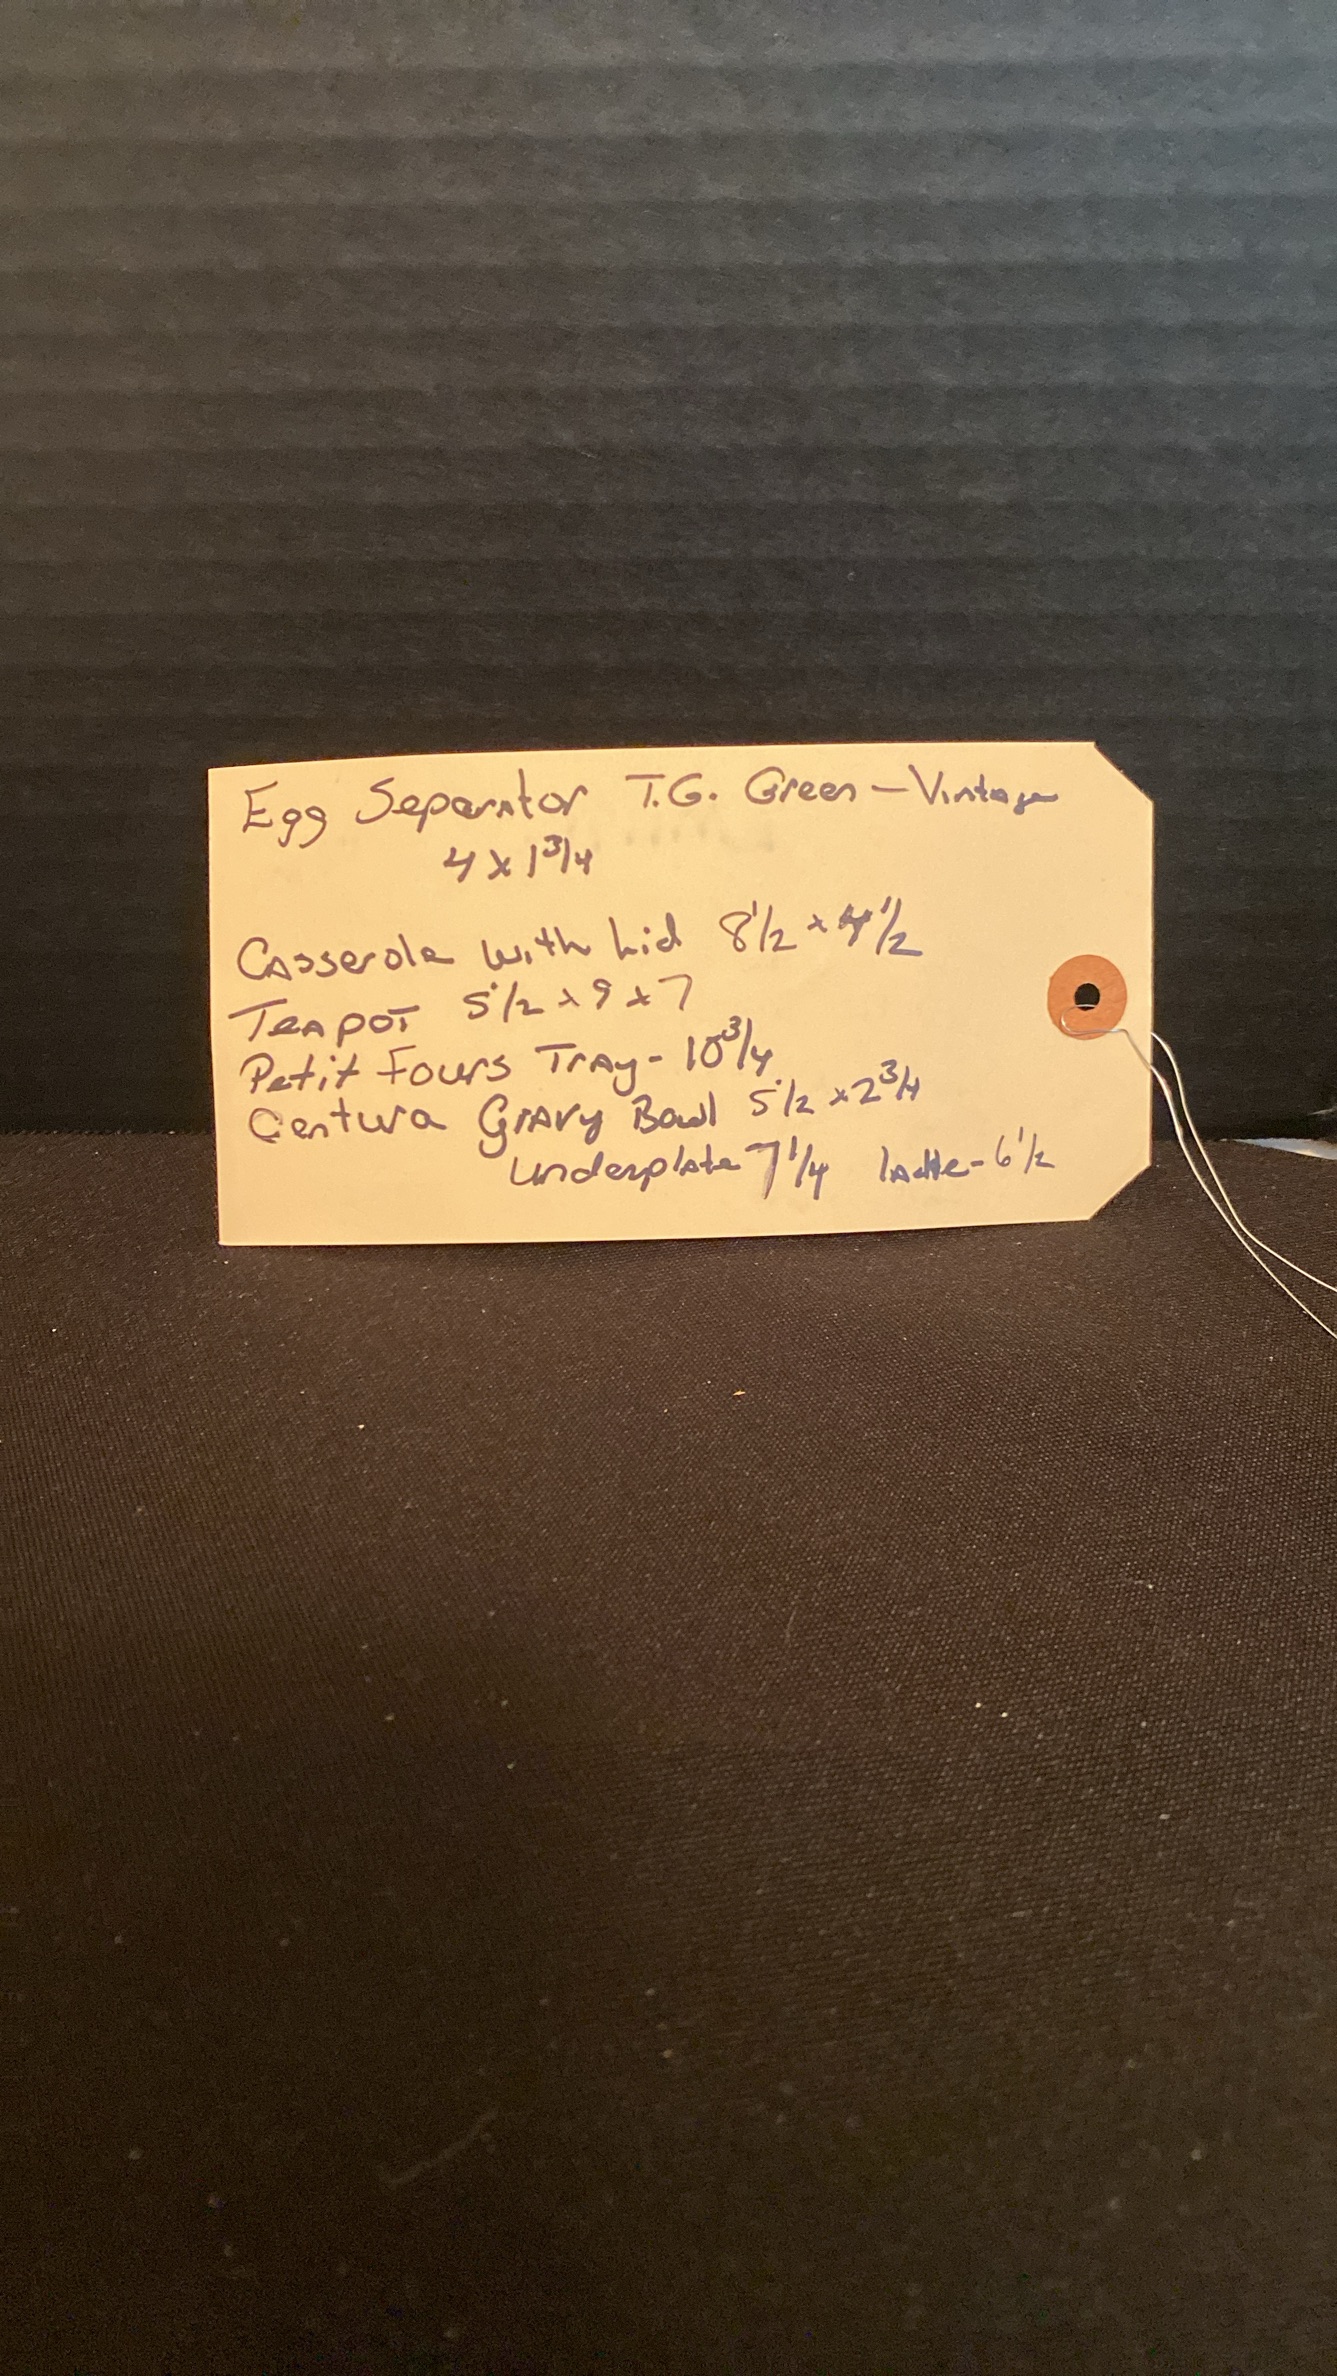 Egg Separator T.G. Green - Vintage
4 x 1 3/4
Casserole with Lid 8 1/2 x 4 1/2
Teapot 5 1/2 x 9 x 7
Petit Fours Tray - 10 3/4
Centura Gravy Bowl 5 1/2 x 2 3/4
underplate 7 1/4 ladle - 6 1/2